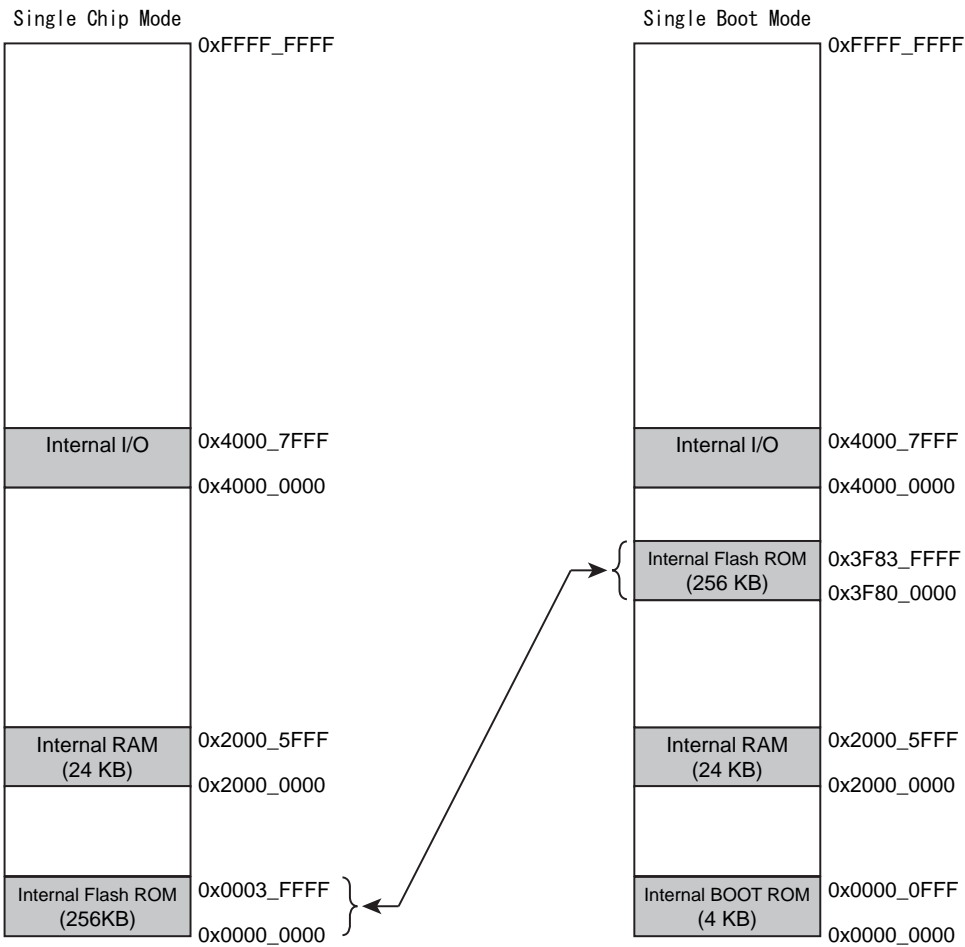 Single Chip Mode
0xFFFF_FFFF
Internal I/O
0x4000_7FFF
0x4000_0000
Internal RAM
(24 KB)
0x2000_5FFF
0x2000_0000
Internal Flash ROM
(256KB)
0x0003_FFFF
0x0000_0000
Single Boot Mode
0xFFFF_FFFF
Internal I/O
0x4000_7FFF
0x4000_0000
Internal Flash ROM
(256 KB)
0x3F83_FFFF
0x3F80_0000
Internal RAM
(24 KB)
0x2000_5FFF
0x2000_0000
Internal BOOT ROM
(4 KB)
0x0000_0FFF
0x0000_0000